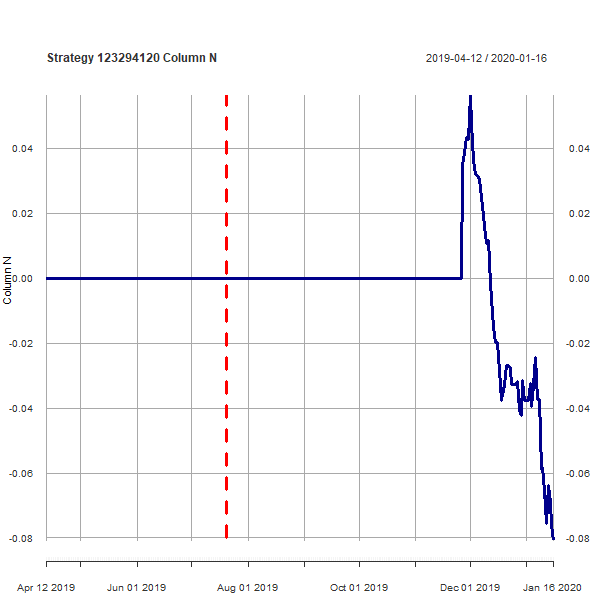 Strategy 123294120 Column N
2019-04-12 / 2020-01-16
0.04 0.04
0.02 0.02
0.00 0.00
Column N
-0.02 -0.02
-0.04 -0.04
-0.06 -0.06
-0.08 -0.08
Apr 12 2019 Jun 01 2019 Aug 01 2019 Oct 01 2019 Dec 01 2019 Jan 16 2020